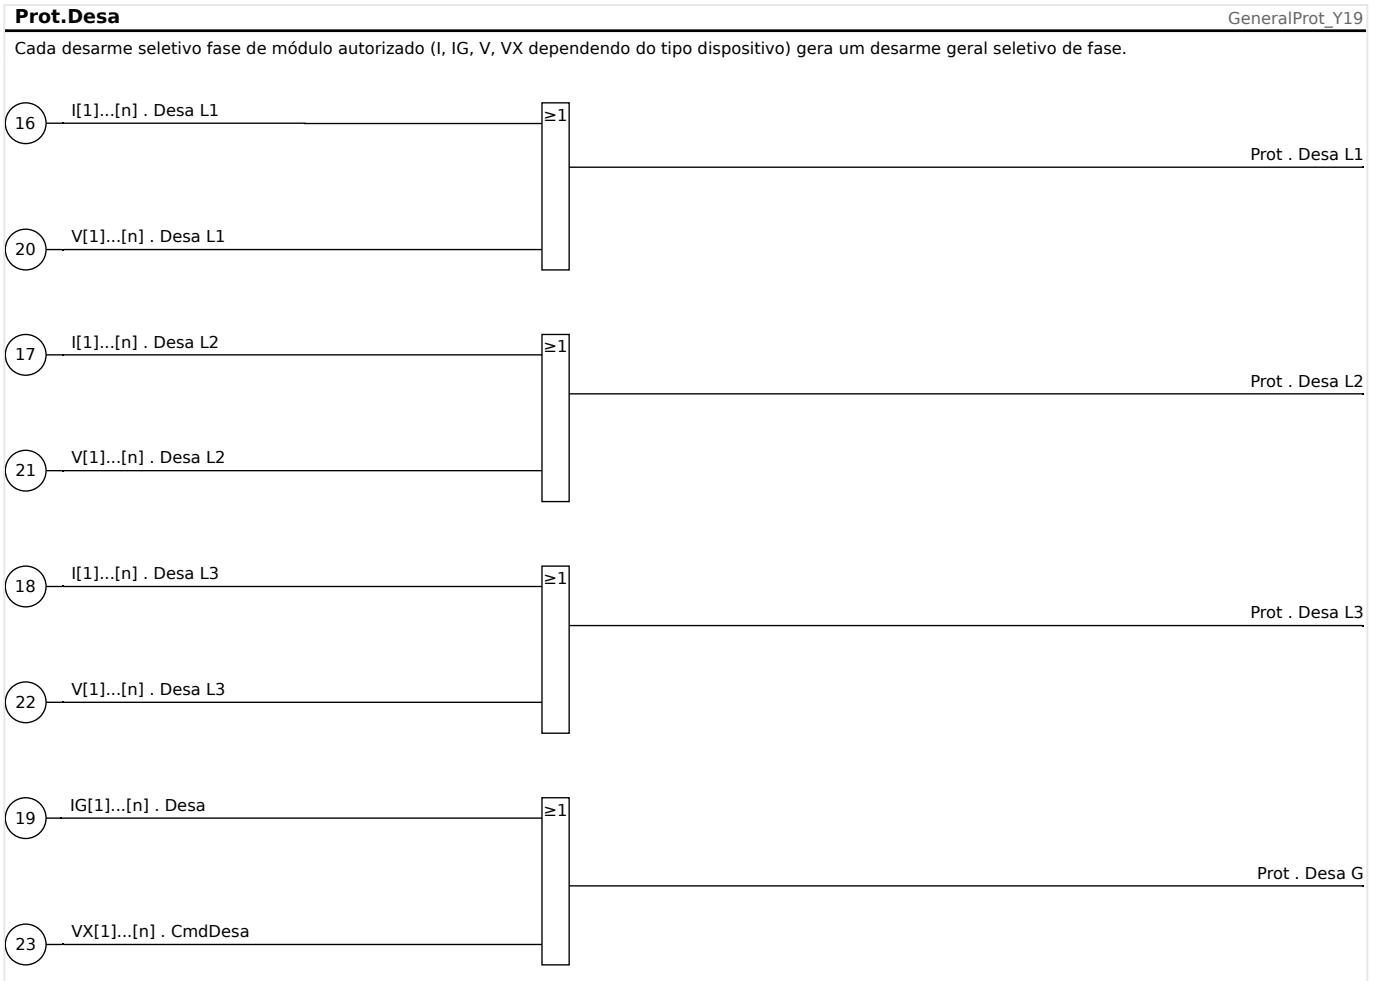 Prot.Desa
GeneralProt_Y19
Cada desarme seletivo fase de módulo autorizado (I, IG, V, VX dependendo do tipo dispositivo) gera um desarme geral seletivo de fase.
16
I[1]...[n] . Desa L1
≥1
Prot . Desa L1
20
V[1]...[n] . Desa L1
17
I[1]...[n] . Desa L2
≥1
Prot . Desa L2
21
V[1]...[n] . Desa L2
18
I[1]...[n] . Desa L3
≥1
Prot . Desa L3
22
V[1]...[n] . Desa L3
19
IG[1]...[n] . Desa
≥1
Prot . Desa G
23
VX[1]...[n] . CmdDesa